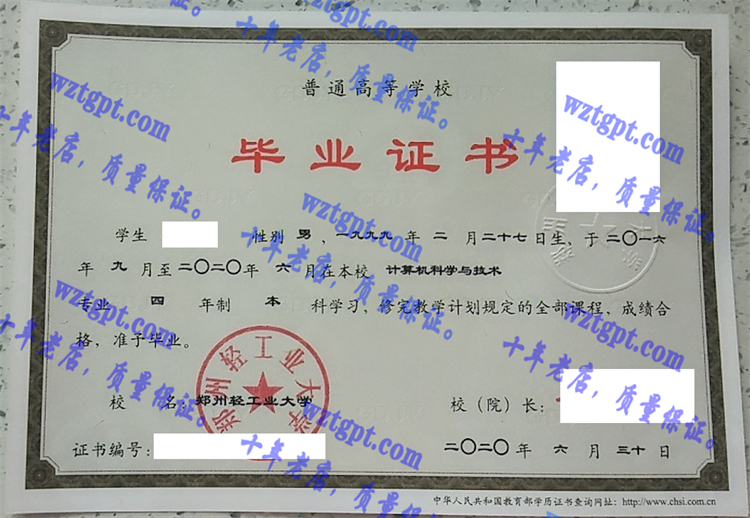 普通高等学校
毕业证书
学生 性别 男,一九九九年二月二十七日生、于二〇一六
年九月至二〇二〇年六月在本校 计算机科学与技术
专业 四年制 本科学习,修完教学计划规定的全部课程、成绩合
格、准予毕业。
郑州轻工业大学
校 名:郑州轻工业大学 校(院)长:
证书编号: 二〇二〇年六月三十日
中华人民共和国教育部学历证书查询网址:http://www.chsi.com.cn
wztgpt.com
十年老店,质量保证。